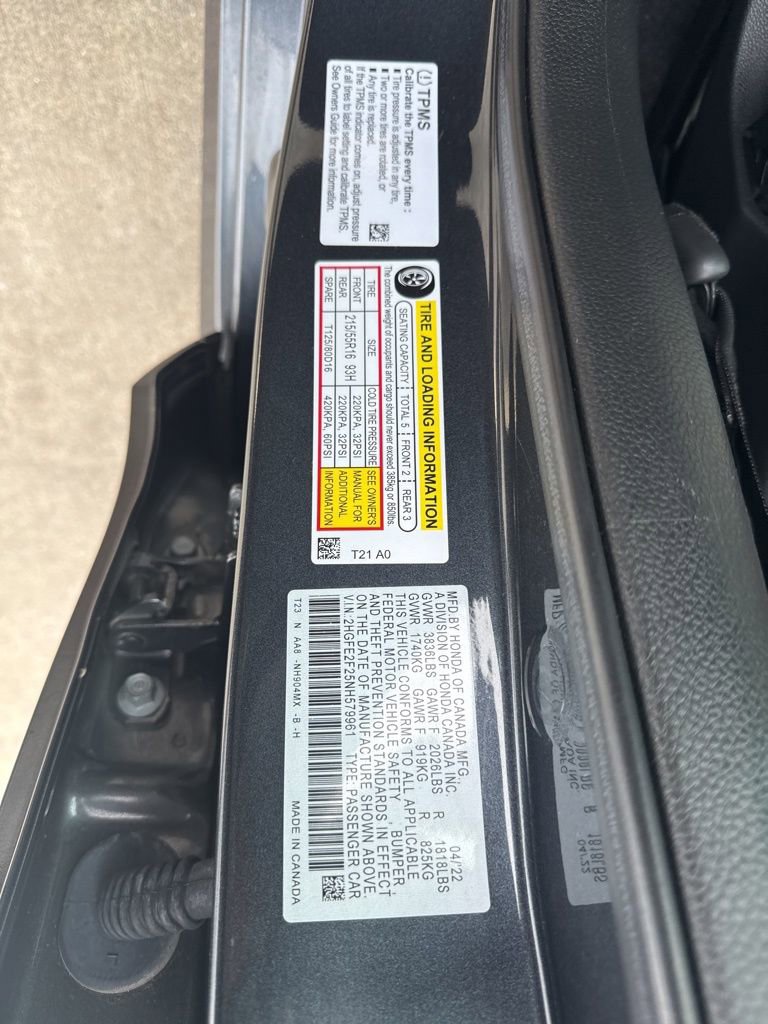 TPMS
Calibrate the TPMS every time :
▪ Tire pressure is adjusted in any tire,
▪ Two or more tires are rotated, or
▪ Any tire is replaced.
If the TPMS indicator comes on, adjust pressure
of all tires to label setting and calibrate TPMS.
See Owners Guide for more information.
TIRE AND LOADING INFORMATION
SEATING CAPACITY TOTAL 5 FRONT 2 REAR 3
The combined weight of occupants and cargo should never exceed 385kg or 850lbs.
TIRE SIZE COLD TIRE PRESSURE SEE OWNER'S
FRONT 215/55R16 93H 220KPA, 32PSI MANUAL FOR
REAR 220KPA, 32PSI ADDITIONAL
SPARE T125/80D16 420KPA, 60PSI INFORMATION
T21 A0
MFD.BY HONDA OF CANADA MFG.,
A DIVISION OF HONDA CANADA INC. 04/'22
GVWR 3836LBS GAWR F 2026LBS R 1818LBS
GVWR 1740KG GAWR F 919KG R 825KG
THIS VEHICLE CONFORMS TO ALL APPLICABLE
FEDERAL MOTOR VEHICLE SAFETY , BUMPER,
AND THEFT PREVENTION STANDARDS IN EFFECT
ON THE DATE OF MANUFACTURE SHOWN ABOVE.
V.I.N:2HGFE2F25NH579961 TYPE:PASSENGER CAR
T23 N AA8 -NH904MX -B -H MADE IN CANADA